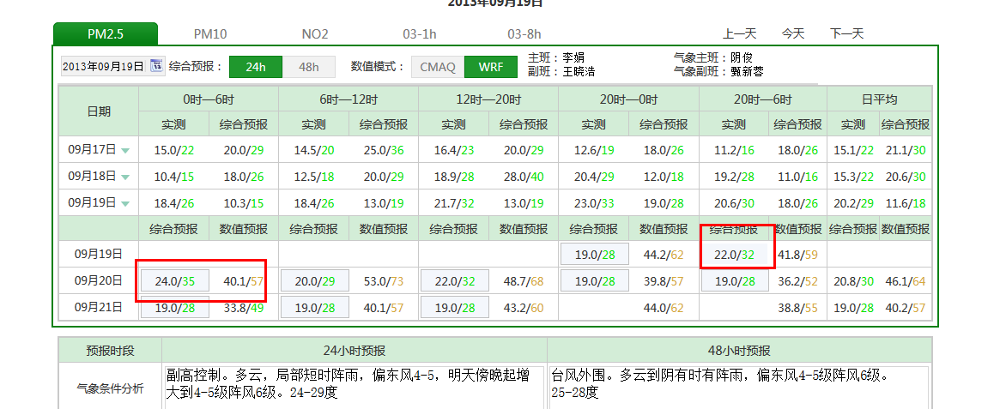 2013年09月19日
PM2.5 PM10 NO2 03-1h 03-8h 上一天 今天 下一天
2013年09月19日 综合预报： 24h 48h 数值模式： CMAQ WRF 主班：李娟 气象主班：阴俊
副班：王晓浩 气象副班：甄新蓉
日期 0时—6时 6时—12时 12时—20时 20时—0时 20时—6时 日平均
实测 综合预报 实测 综合预报 实测 综合预报 实测 综合预报 实测 综合预报 实测 综合预报
09月17日 15.0/22 20.0/29 14.5/20 25.0/36 16.4/23 20.0/29 12.6/19 18.0/26 11.2/16 18.0/26 15.1/22 21.1/30
09月18日 10.4/15 18.0/26 12.5/18 20.0/29 18.9/28 28.0/40 20.4/29 12.0/18 19.2/28 11.0/16 15.3/22 20.6/30
09月19日 18.4/26 10.3/15 18.4/26 13.0/19 21.7/32 13.0/19 23.0/33 19.0/28 20.6/30 18.0/26 20.2/29 11.6/18
综合预报 数值预报 综合预报 数值预报 综合预报 数值预报 综合预报 数值预报 综合预报 数值预报 综合预报 数值预报
09月19日 19.0/28 44.2/62 22.0/32 41.8/59
09月20日 24.0/35 40.1/57 20.0/29 53.0/73 22.0/32 48.7/68 19.0/28 39.8/57 19.0/28 36.2/52 20.8/30 46.1/64
09月21日 19.0/28 33.8/49 19.0/28 40.1/57 19.0/28 43.2/60 44.0/62 38.8/55 19.0/28 40.2/57
预报时段 24小时预报 48小时预报
气象条件分析 副高控制。多云，局部短时阵雨，偏东风4-5，明天傍晚起增 台风外围。多云到阴有时有阵雨，偏东风4-5级阵风6级。
大到4-5级阵风6级。24-29度 25-28度